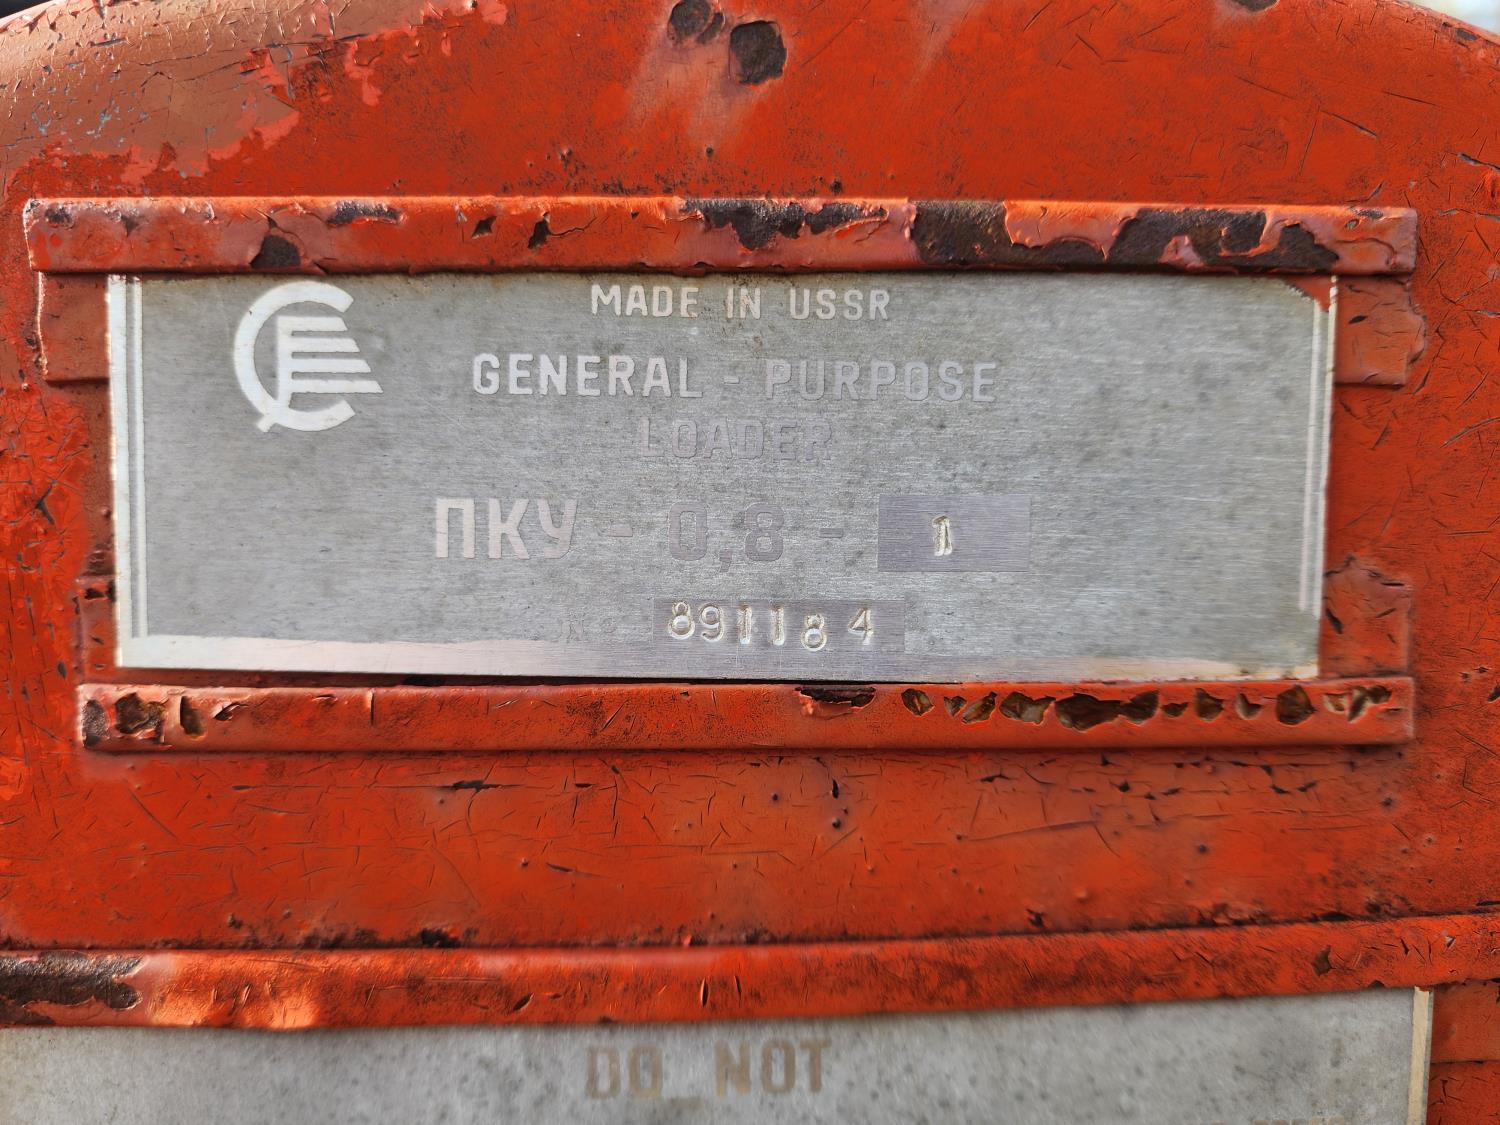 MADE IN USSR
GENERAL - PURPOSE
LOADER
ПКУ - 0,8 - 1
№ 891184
DO NOT